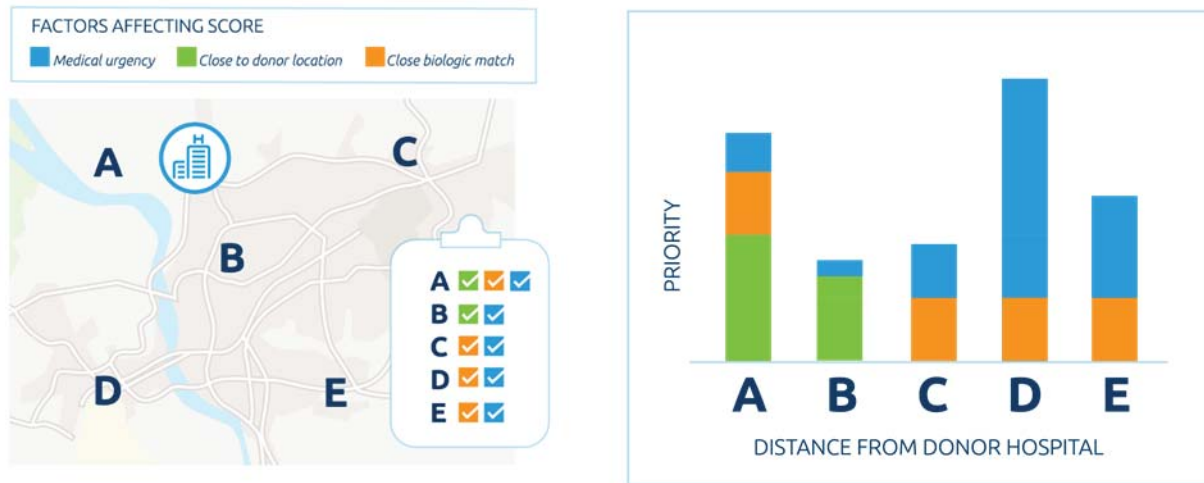 FACTORS AFFECTING SCORE
Medical urgency Close to donor location Close biologic match
H
A
C
B
D
E
A
B
C
D
E
PRIORITY
A B C D E
DISTANCE FROM DONOR HOSPITAL